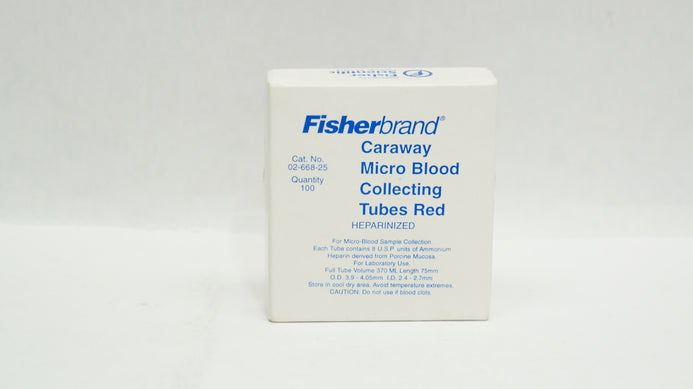 Fisher
Scientific
Fisherbrand®
Cat. No.
02-668-25
Quantity
100
Caraway
Micro Blood
Collecting
Tubes Red
HEPARINIZED
For Micro-Blood Sample Collection.
Each Tube contains 8 U.S.P. units of Ammonium
Heparin derived from Porcine Mucosa.
For Laboratory Use.
Full Tube Volume 370 ML Length 75mm
O.D. 3.9 - 4.05mm I.D. 2.4 - 2.7mm
Store in cool dry area. Avoid temperature extremes.
CAUTION: Do not use if blood clots.